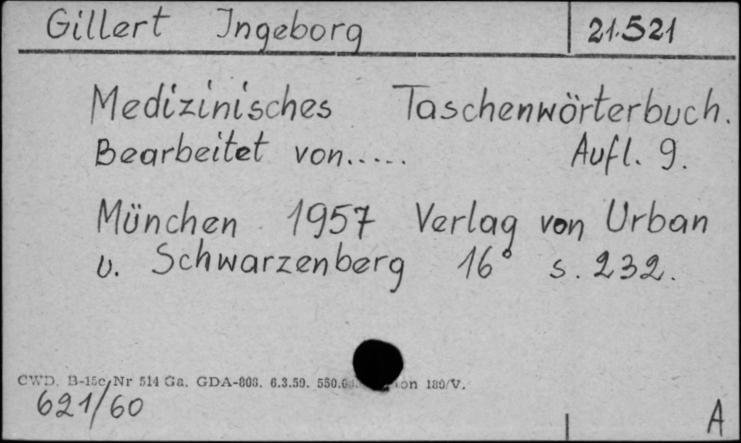 Gillert Ingeborg 21.521
Medizinisches Taschenwörterbuch.
Bearbeitet von..... Aufl. 9.
München 1957 Verlag von Urban
u. Schwarzenberg 16° s. 232.
CWD. B-15c/Nr 514 Ga. GDA-808. 6.3.59. 550.0 on 180/V.
621/60
A